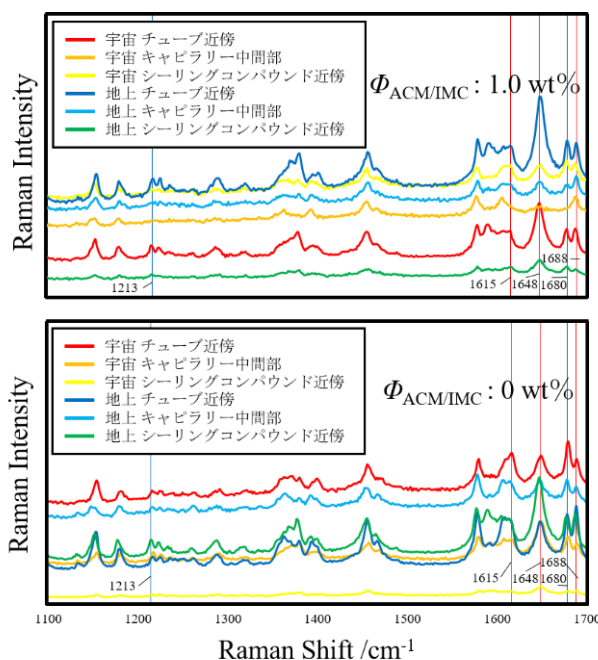 宇宙 チューブ近傍
宇宙 キャピラリー中間部
宇宙 シーリングコンパウンド近傍
地上 チューブ近傍
地上 キャピラリー中間部
地上 シーリングコンパウンド近傍
Φ_ACM/IMC : 1.0 wt%
Raman Intensity
1213
1615
1648
1680
1688
宇宙 チューブ近傍
宇宙 キャピラリー中間部
宇宙 シーリングコンパウンド近傍
地上 チューブ近傍
地上 キャピラリー中間部
地上 シーリングコンパウンド近傍
Φ_ACM/IMC : 0 wt%
Raman Intensity
1213
1615
1648
1680
1688
1100 1200 1300 1400 1500 1600 1700
Raman Shift /cm⁻¹